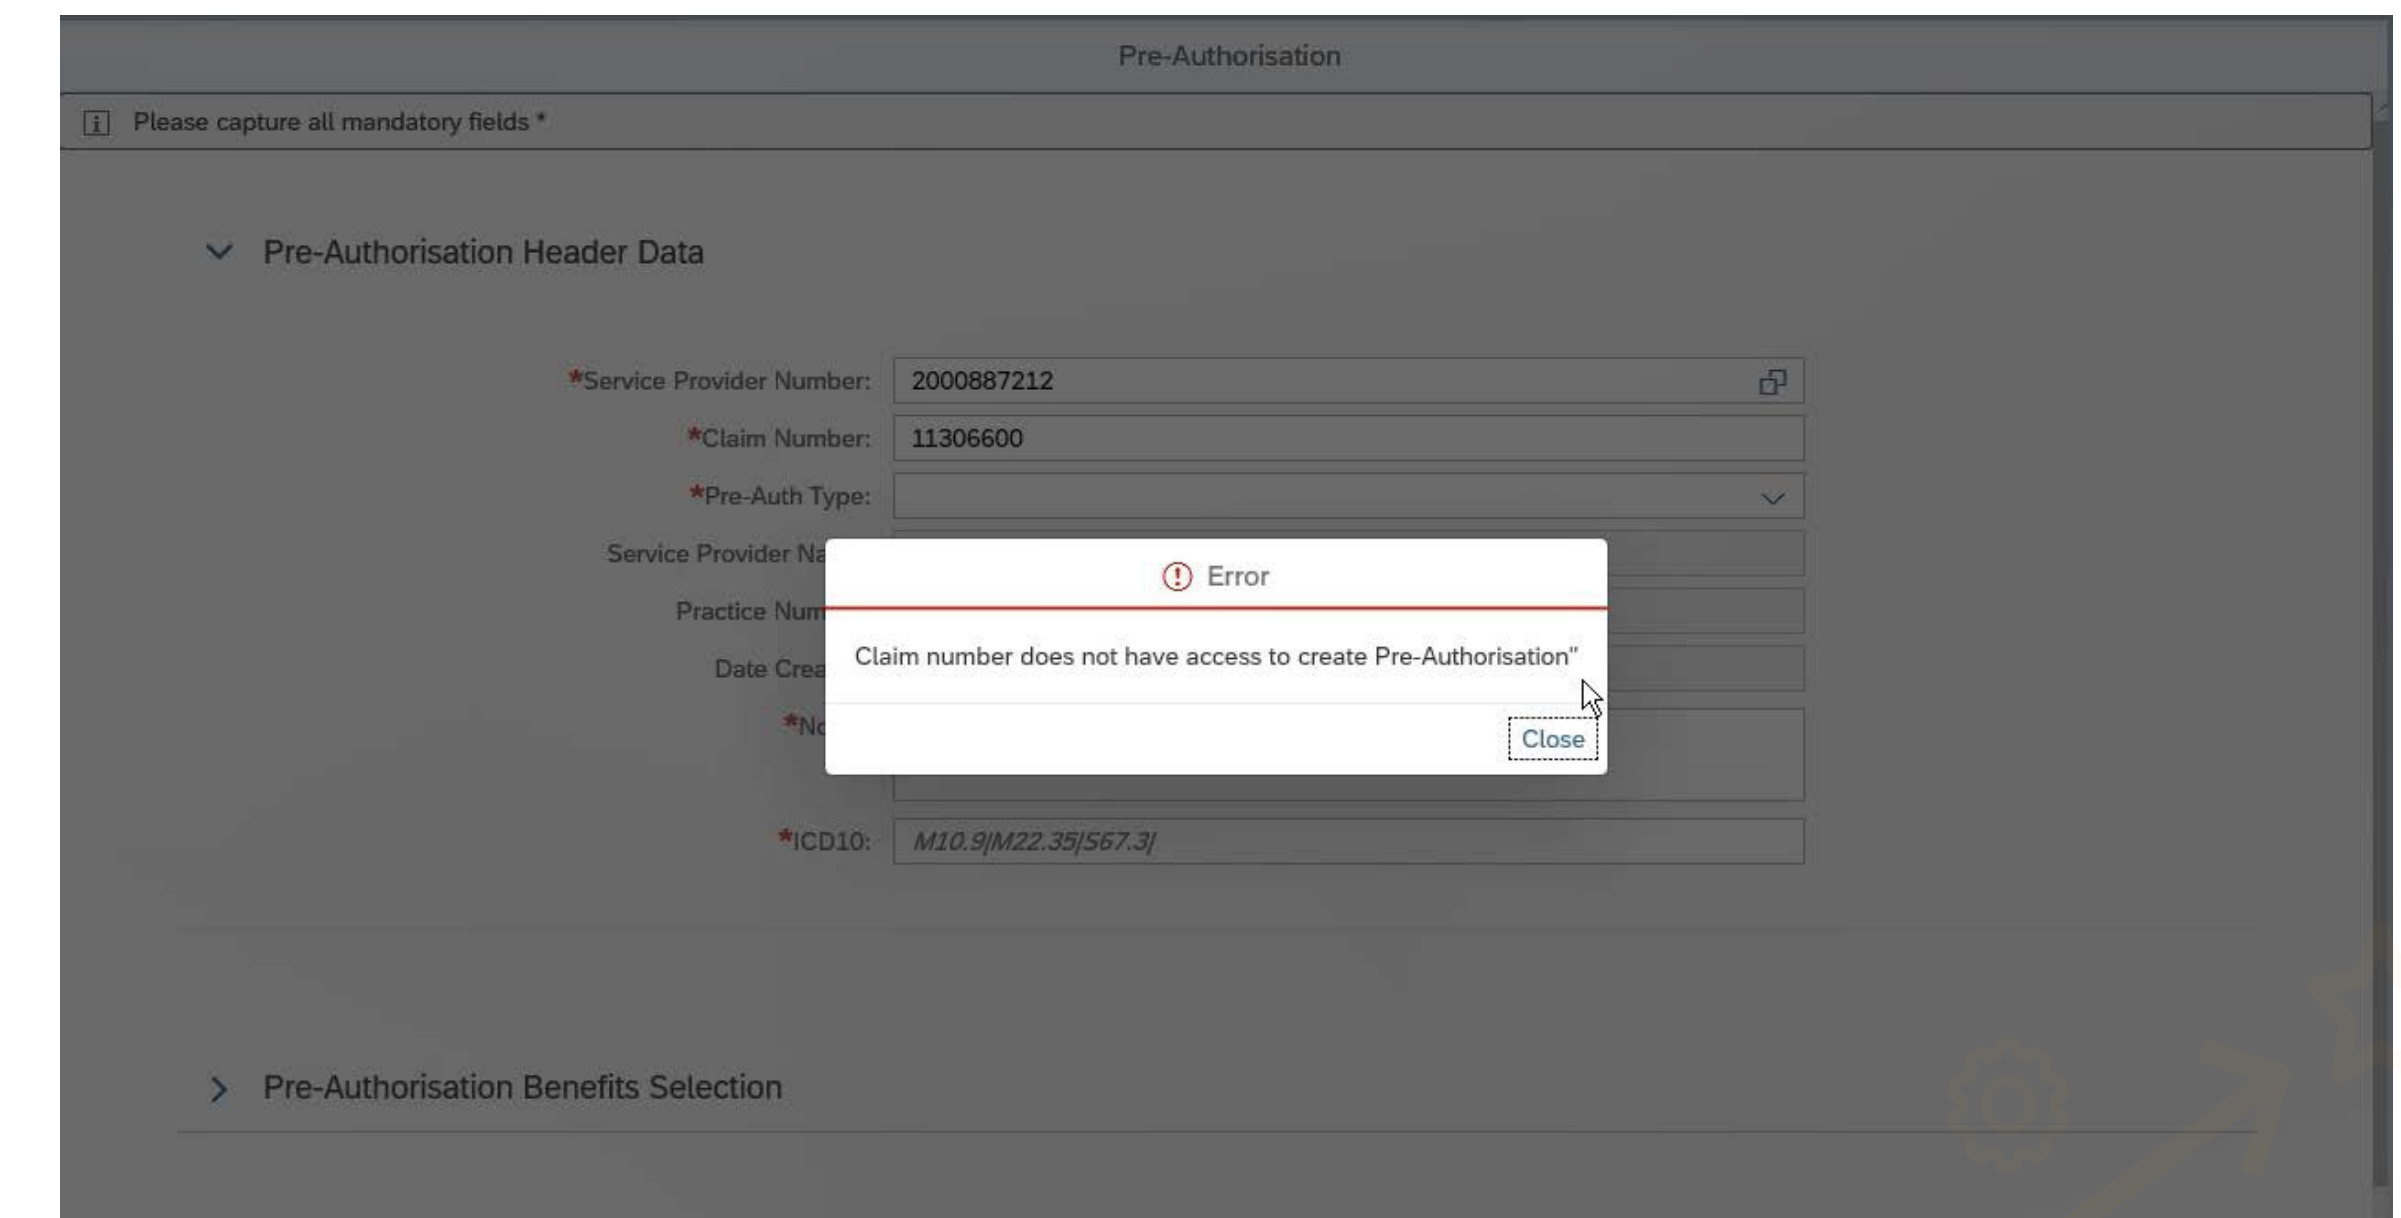 Pre-Authorisation
Please capture all mandatory fields *
Pre-Authorisation Header Data
*Service Provider Number: 2000887212
*Claim Number: 11306600
*Pre-Auth Type:
Service Provider Na
Practice Num
Date Crea
*No
Error
Claim number does not have access to create Pre-Authorisation"
Close
*ICD10: M10.9|M22.35|S67.3|
Pre-Authorisation Benefits Selection